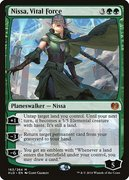 Nissa, Vital Force
Planeswalker — Nissa
+1: Untap target land you control. Until your next turn, it becomes a 5/5 Elemental creature with haste. It's still a land.
−3: Return target permanent card from your graveyard to your hand.
−6: You get an emblem with "Whenever a land enters the battlefield under your control, you may draw a card."
5